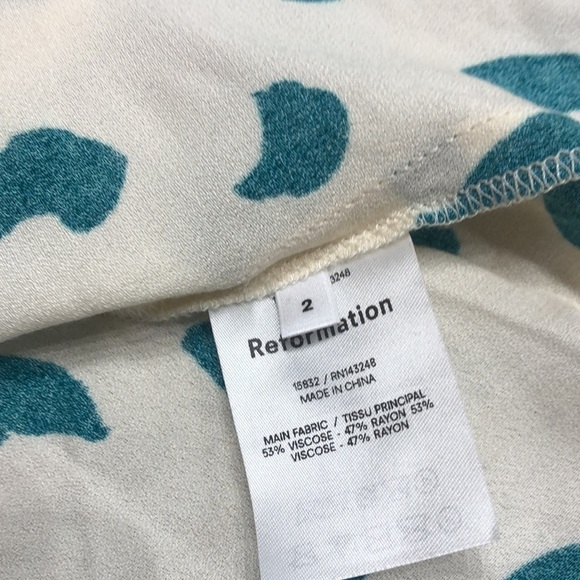 3248
2
Reformation
15832 / RN143248
MADE IN CHINA
MAIN FABRIC / TISSU PRINCIPAL
53% VISCOSE - 47% RAYON 53%
VISCOSE - 47% RAYON